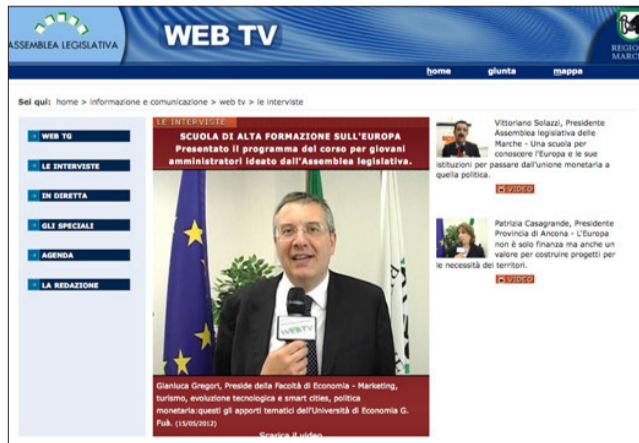 ASSEMBLEA LEGISLATIVA
WEB TV
REGIONE
MARCHE
home giunta mappa
Sei qui: home > informazione e comunicazione > web tv > le interviste
WEB TG
LE INTERVISTE
IN DIRETTA
GLI SPECIALI
AGENDA
LA REDAZIONE
LE INTERVISTE
SCUOLA DI ALTA FORMAZIONE SULL'EUROPA
Presentato il programma del corso per giovani
amministratori ideato dall'Assemblea legislativa.
WEBTV
Gianluca Gregori, Preside della Facoltà di Economia - Marketing,
turismo, evoluzione tecnologica e smart cities, politica
monetaria:questi gli apporti tematici dell'Università di Economia G.
Fuà. (15/05/2012)
Scarica il video
Vittoriano Solazzi, Presidente
Assemblea legislativa delle
Marche - Una scuola per
conoscere l'Europa e le sue
istituzioni per passare dall'unione monetaria a
quella politica.
VIDEO
Patrizia Casagrande, Presidente
Provincia di Ancona - L'Europa
non è solo finanza ma anche un
valore per costruire progetti per
le necessità dei territori.
VIDEO